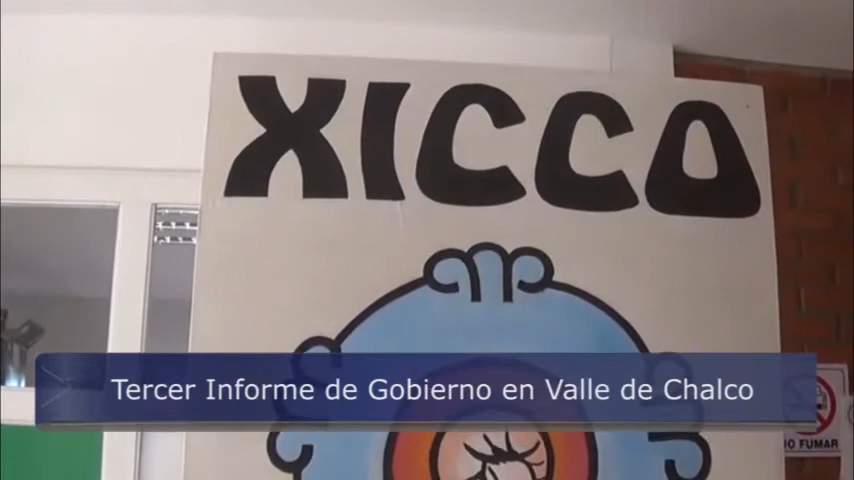 XICCO
Tercer Informe de Gobierno en Valle de Chalco
NO FUMAR